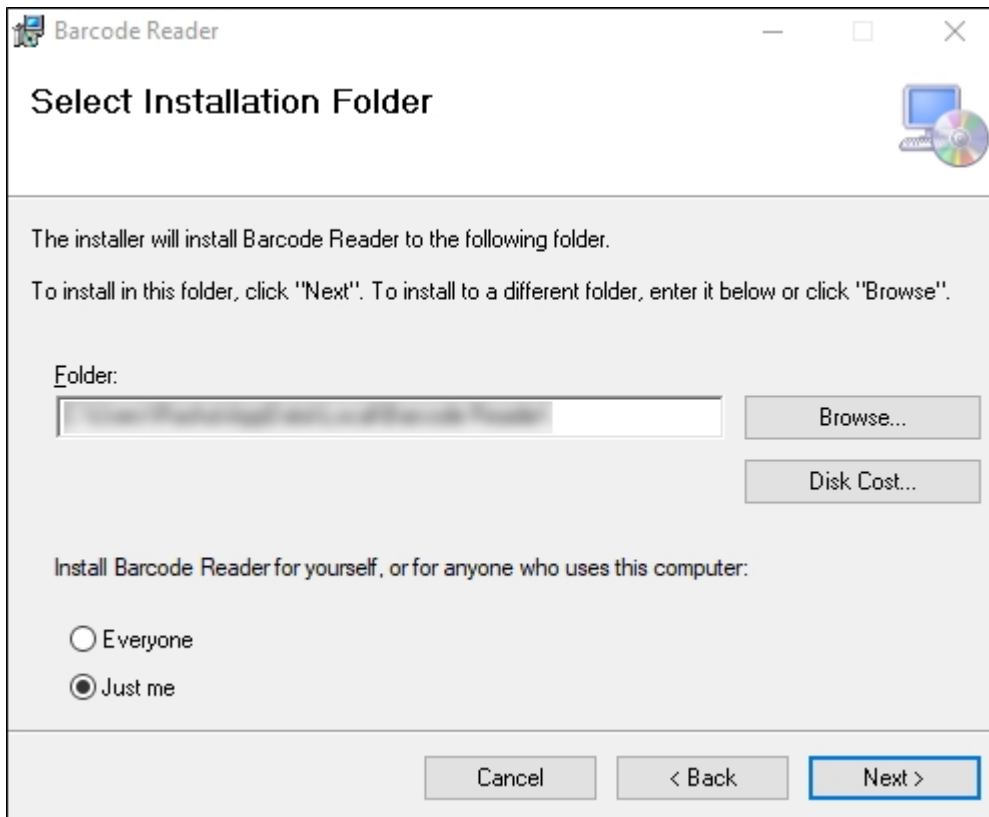 Barcode Reader
Select Installation Folder
The installer will install Barcode Reader to the following folder.
To install in this folder, click "Next". To install to a different folder, enter it below or click "Browse".
Folder:
Browse...
Disk Cost...
Install Barcode Reader for yourself, or for anyone who uses this computer:
Everyone
Just me
Cancel
< Back
Next >